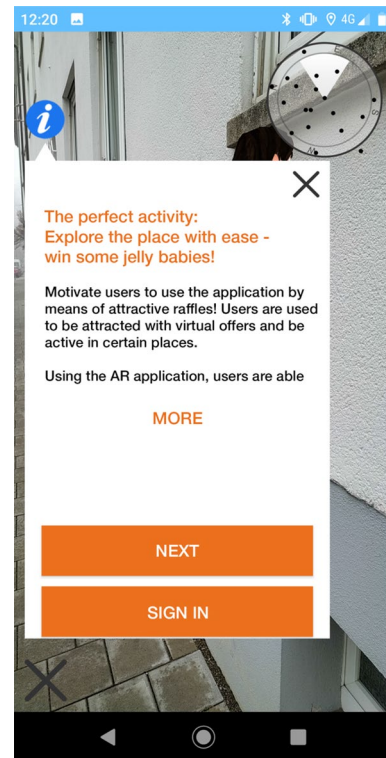 12:20
4G
i
The perfect activity:
Explore the place with ease -
win some jelly babies!
Motivate users to use the application by
means of attractive raffles! Users are used
to be attracted with virtual offers and be
active in certain places.
Using the AR application, users are able
MORE
NEXT
SIGN IN